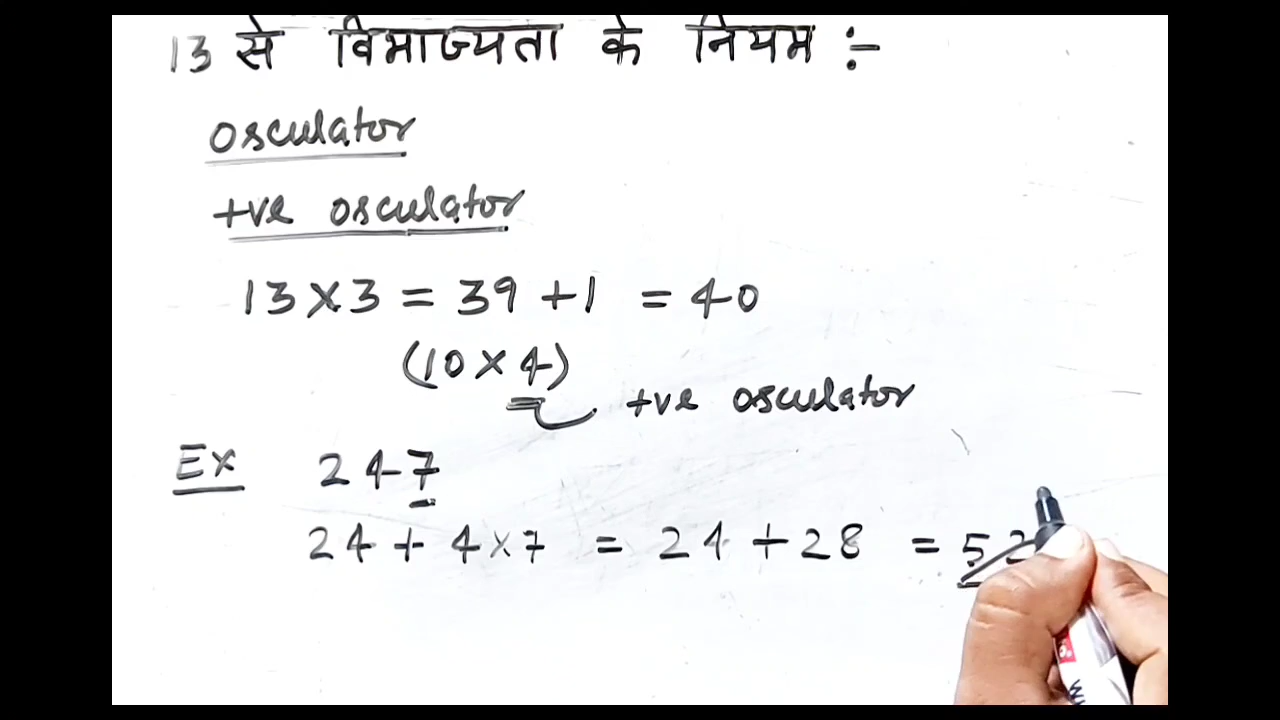 13 से विभाज्यता के नियम :-
osculator
+ve osculator
13 × 3 = 39 + 1 = 40
(10 × 4)
+ve osculator
Ex 247
24 + 4 × 7 = 24 + 28 = 52